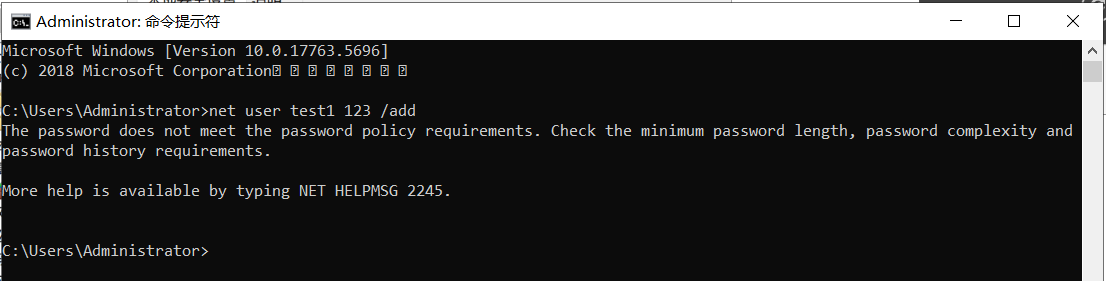 Administrator: 命令提示符
Microsoft Windows [Version 10.0.17763.5696]
(c) 2018 Microsoft Corporation
C:\Users\Administrator>net user test1 123 /add
The password does not meet the password policy requirements. Check the minimum password length, password complexity and
password history requirements.
More help is available by typing NET HELPMSG 2245.
C:\Users\Administrator>